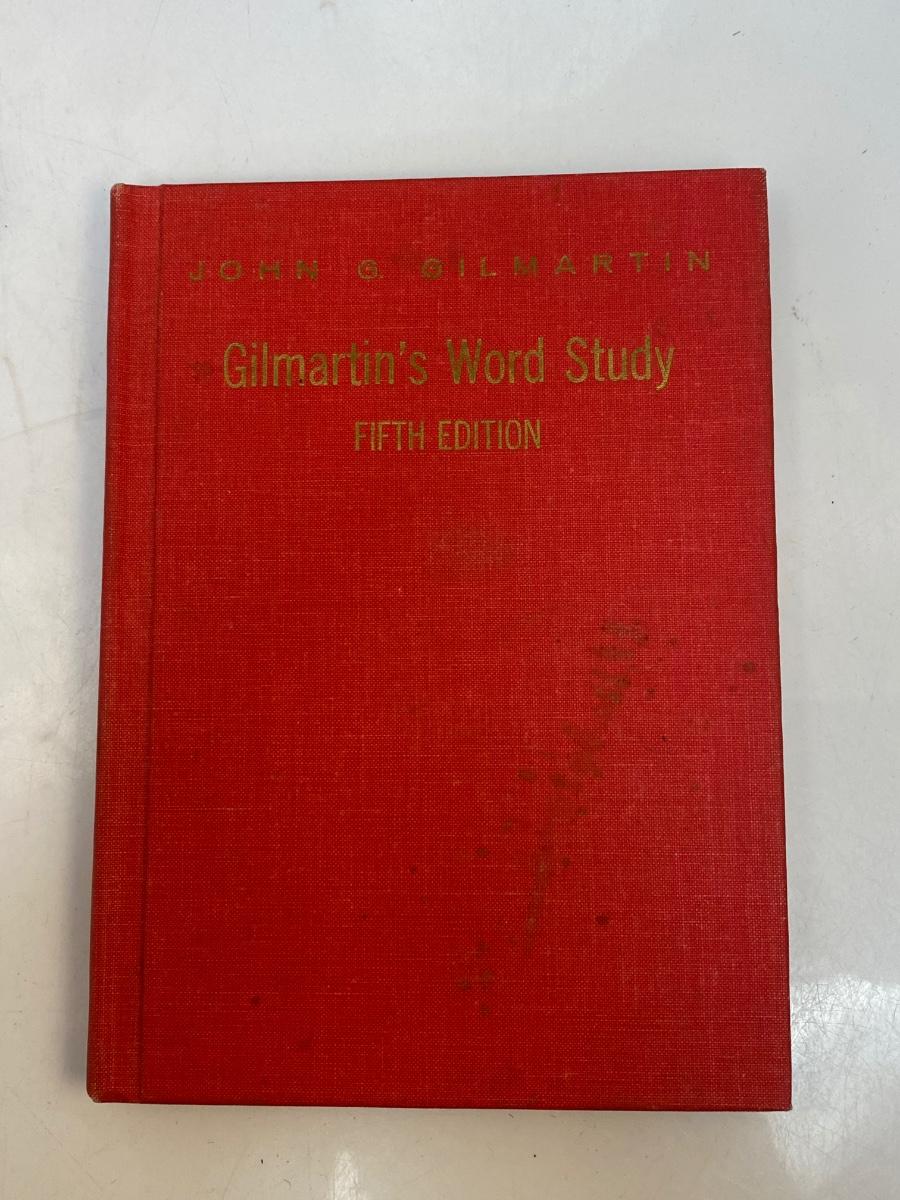 JOHN G. GILMARTIN
Gilmartin's Word Study
FIFTH EDITION